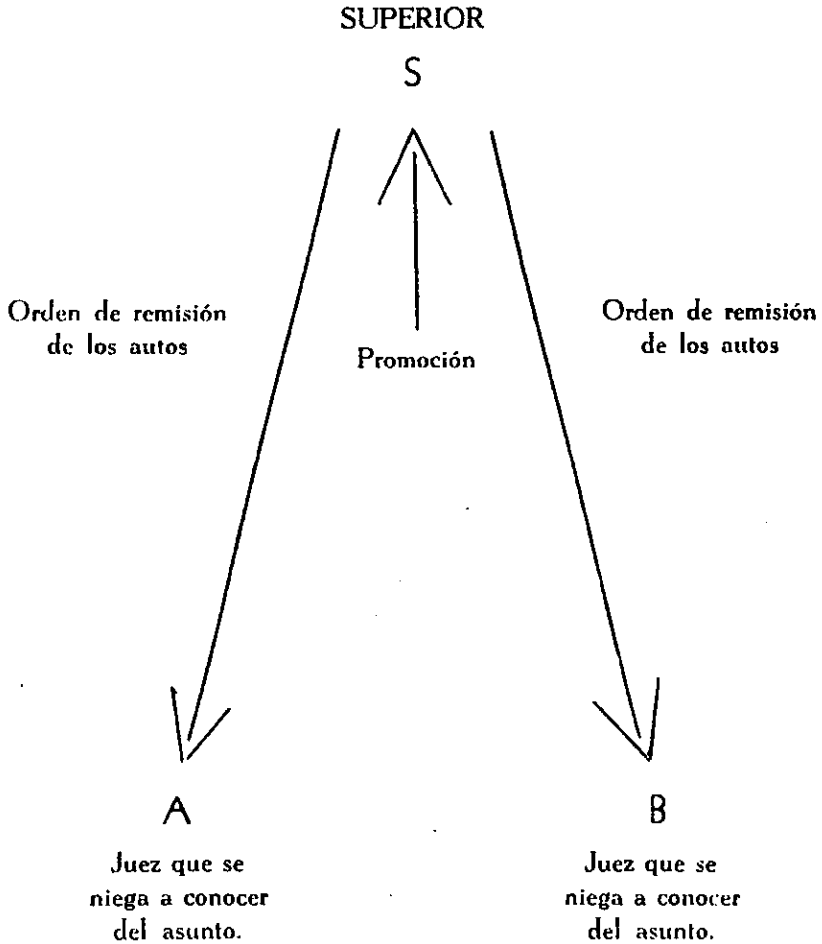 SUPERIOR
S
Orden de remisión
de los autos
Promoción
Orden de remisión
de los autos
A
Juez que se
niega a conocer
del asunto.
B
Juez que se
niega a conocer
del asunto.